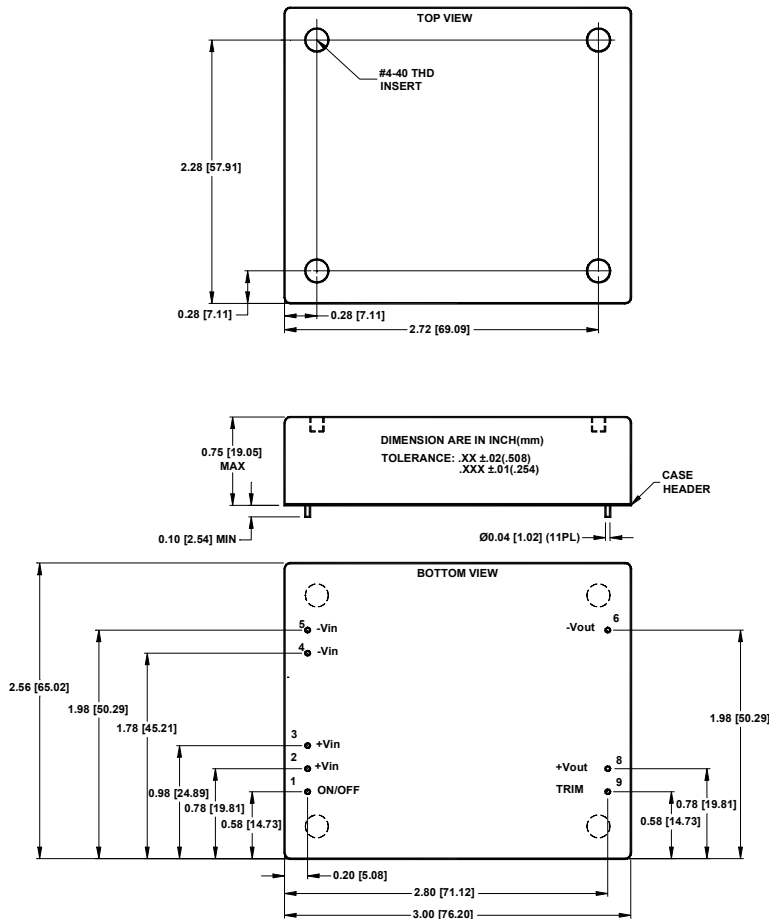 TOP VIEW
#4-40 THD
INSERT
2.28 [57.91]
0.28 [7.11]
0.28 [7.11]
2.72 [69.09]
0.75 [19.05]
MAX
DIMENSION ARE IN INCH(mm)
TOLERANCE: .XX ±.02(.508)
.XXX ±.01(.254)
CASE
HEADER
0.10 [2.54] MIN
Ø0.04 [1.02] (11PL)
BOTTOM VIEW
5 -Vin
4 -Vin
6
-Vout
2.56 [65.02]
1.98 [50.29]
1.78 [45.21]
1.98 [50.29]
3
+Vin
2
+Vin
1
ON/OFF
8
+Vout
9
TRIM
0.98 [24.89]
0.78 [19.81]
0.58 [14.73]
0.78 [19.81]
0.58 [14.73]
0.20 [5.08]
2.80 [71.12]
3.00 [76.20]